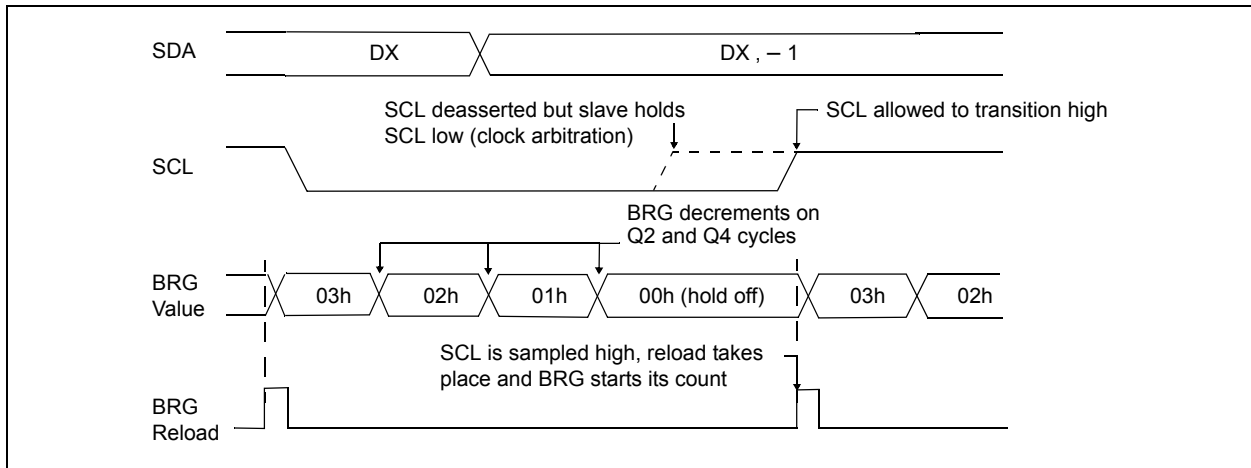 SDA
DX
DX , – 1
SCL deasserted but slave holds
SCL low (clock arbitration)
SCL allowed to transition high
SCL
BRG decrements on
Q2 and Q4 cycles
BRG
Value
03h
02h
01h
00h (hold off)
03h
02h
SCL is sampled high, reload takes
place and BRG starts its count
BRG
Reload